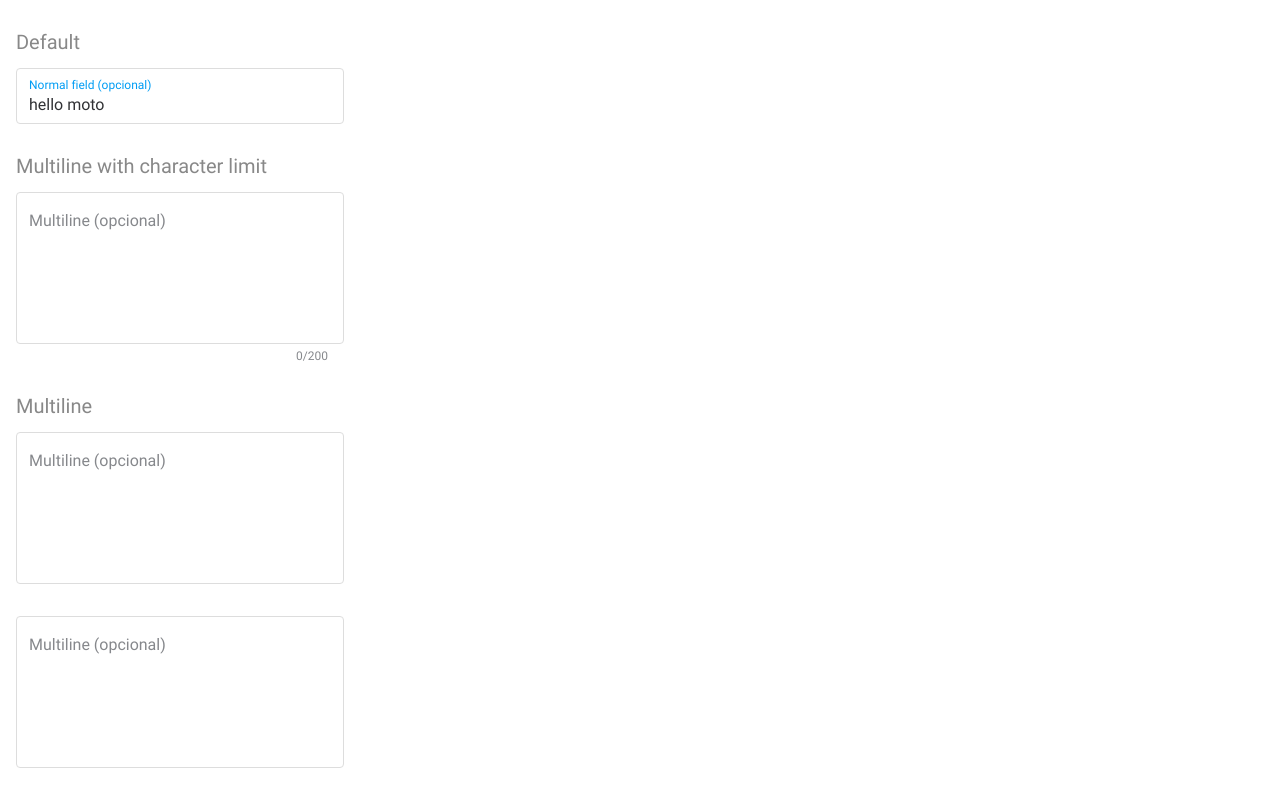 Default
Normal field (opcional)
hello moto
Multiline with character limit
Multiline (opcional)
0/200
Multiline
Multiline (opcional)
Multiline (opcional)